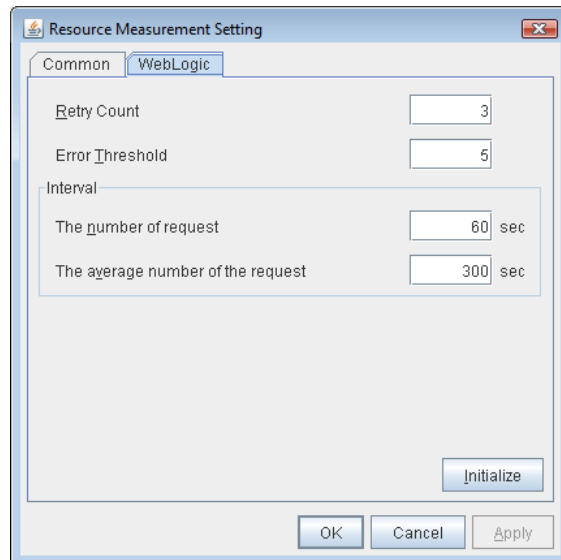 Resource Measurement Setting
Common WebLogic
Retry Count 3
Error Threshold 5
Interval
The number of request 60 sec
The average number of the request 300 sec
Initialize
OK Cancel Apply